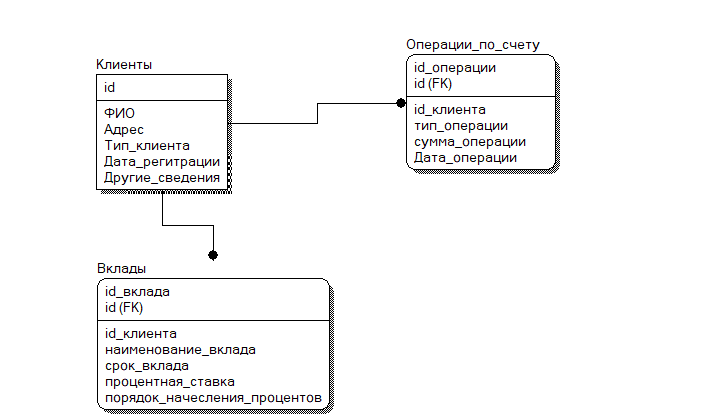 Операции_по_счету
id_операции
id (FK)
id_клиента
тип_операции
сумма_операции
Дата_операции
Клиенты
id
ФИО
Адрес
Тип_клиента
Дата_регитрации
Другие_сведения
Вклады
id_вклада
id (FK)
id_клиента
наименование_вклада
срок_вклада
процентная_ставка
порядок_начесления_процентов